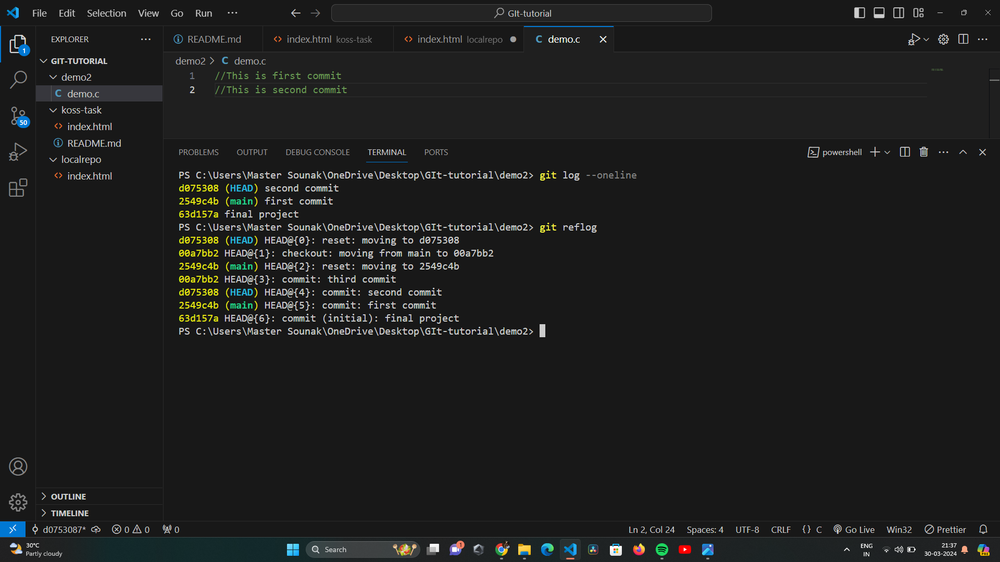 File Edit Selection View Go Run ···
GIt-tutorial
EXPLORER ···
README.md index.html koss-task index.html localrepo demo.c
GIT-TUTORIAL
demo2
demo.c
koss-task
index.html
README.md
localrepo
index.html
demo2 > demo.c
1 //This is first commit
2 //This is second commit
PROBLEMS OUTPUT DEBUG CONSOLE TERMINAL PORTS
powershell
PS C:\Users\Master Sounak\OneDrive\Desktop\GIt-tutorial\demo2> git log --oneline
d075308 (HEAD) second commit
2549c4b (main) first commit
63d157a final project
PS C:\Users\Master Sounak\OneDrive\Desktop\GIt-tutorial\demo2> git reflog
d075308 (HEAD) HEAD@{0}: reset: moving to d075308
00a7bb2 HEAD@{1}: checkout: moving from main to 00a7bb2
2549c4b (main) HEAD@{2}: reset: moving to 2549c4b
00a7bb2 HEAD@{3}: commit: third commit
d075308 (HEAD) HEAD@{4}: commit: second commit
2549c4b (main) HEAD@{5}: commit: first commit
63d157a HEAD@{6}: commit (initial): final project
PS C:\Users\Master Sounak\OneDrive\Desktop\GIt-tutorial\demo2>
1
50
OUTLINE
TIMELINE
d0753087* 0 0 0
Ln 2, Col 24 Spaces: 4 UTF-8 CRLF {} C Go Live Win32 Prettier
30°C
Partly cloudy
Search
1
ENG
IN
21:37
30-03-2024
PRE